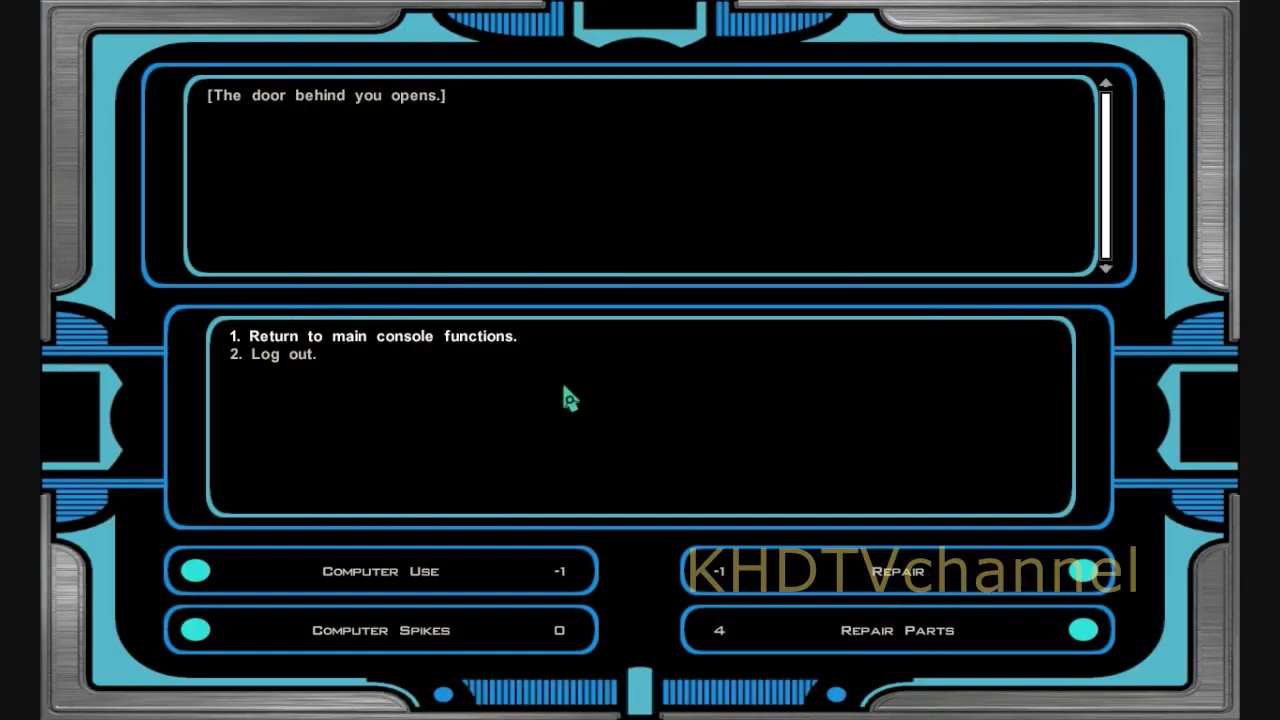 [The door behind you opens.]
1. Return to main console functions.
2. Log out.
Computer Use -1
-1 Repair
KHDTVchannel
Computer Spikes 0
4 Repair Parts